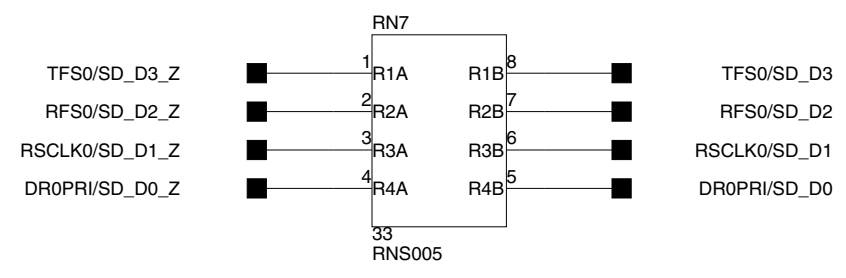 RN7
TFS0/SD_D3_Z 1 R1A R1B 8 TFS0/SD_D3
RFS0/SD_D2_Z 2 R2A R2B 7 RFS0/SD_D2
RSCLK0/SD_D1_Z 3 R3A R3B 6 RSCLK0/SD_D1
DR0PRI/SD_D0_Z 4 R4A R4B 5 DR0PRI/SD_D0
33
RNS005